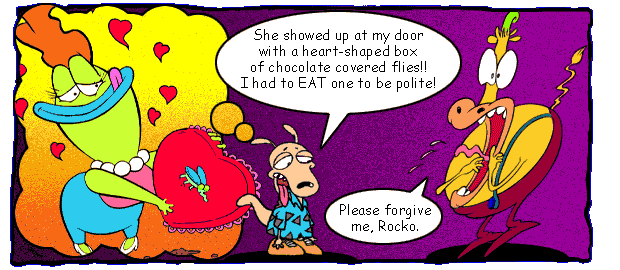 She showed up at my door
with a heart-shaped box
of chocolate covered flies!!
I had to EAT one to be polite!
Please forgive
me, Rocko.